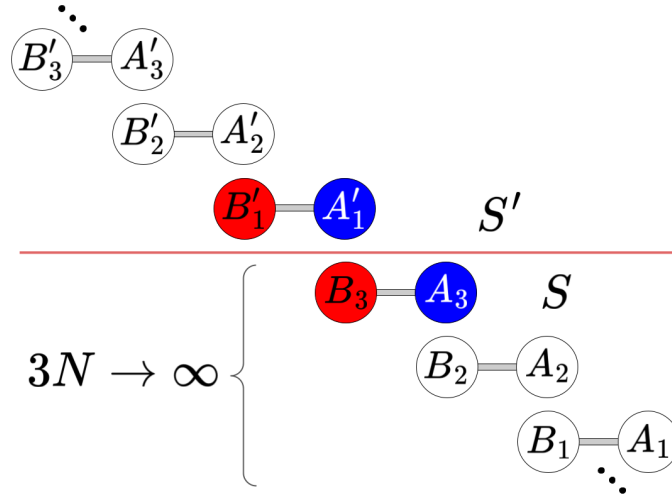 B′₃ A′₃
B′₂ A′₂
B′₁ A′₁ S′
B₃ A₃ S
3N → ∞
B₂ A₂
B₁ A₁